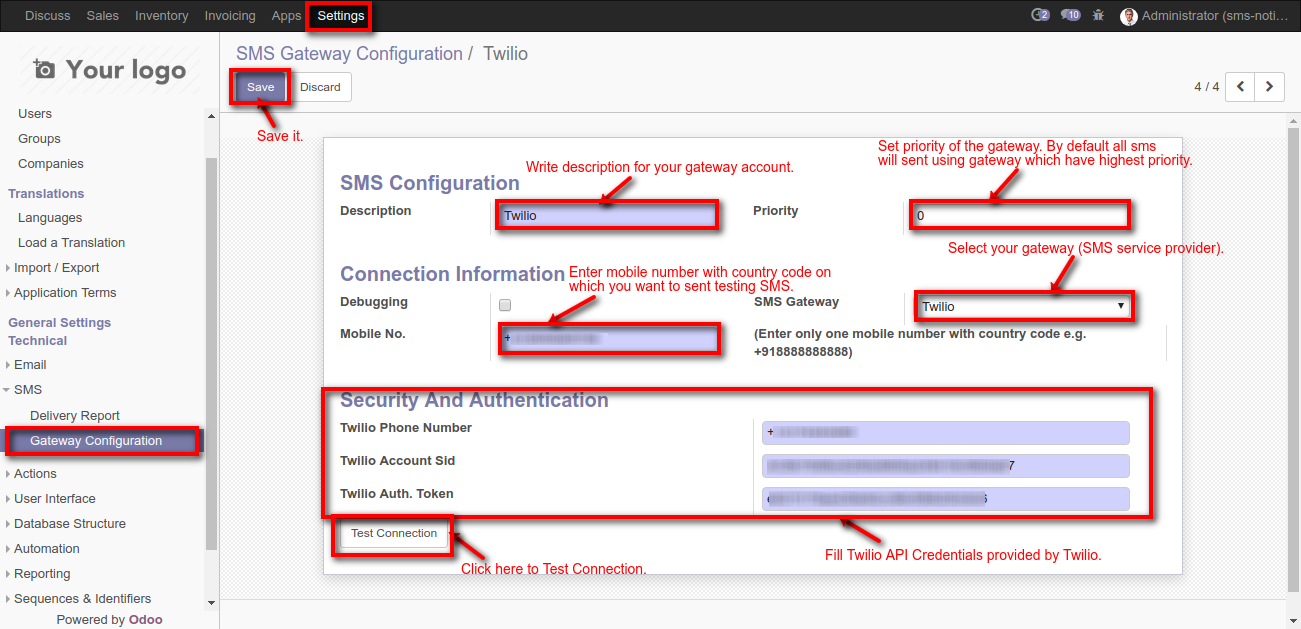 Discuss Sales Inventory Invoicing Apps Settings 2 10 Administrator (sms-noti...
Your logo
SMS Gateway Configuration / Twilio
Save Discard 4 / 4
Save it.
Users
Groups
Companies
Translations
Languages
Load a Translation
Import / Export
Application Terms
General Settings
Technical
Email
SMS
Delivery Report
Gateway Configuration
Actions
User Interface
Database Structure
Automation
Reporting
Sequences & Identifiers
Powered by Odoo
Set priority of the gateway. By default all sms
will sent using gateway which have highest priority.
Write description for your gateway account.
SMS Configuration
Description Twilio Priority 0
Select your gateway (SMS service provider).
Connection Information
Enter mobile number with country code on
which you want to sent testing SMS.
Debugging SMS Gateway Twilio
Mobile No. + (Enter only one mobile number with country code e.g.
+918888888888)
Security And Authentication
Twilio Phone Number +
Twilio Account Sid 7
Twilio Auth. Token
Test Connection
Fill Twilio API Credentials provided by Twilio.
Click here to Test Connection.